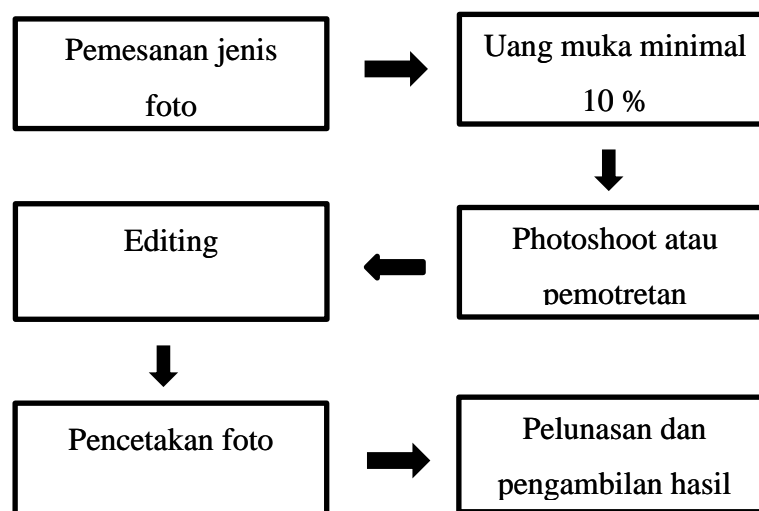 Pemesanan jenis
foto
Uang muka minimal
10 %
Photoshoot atau
pemotretan
Editing
Pencetakan foto
Pelunasan dan
pengambilan hasil